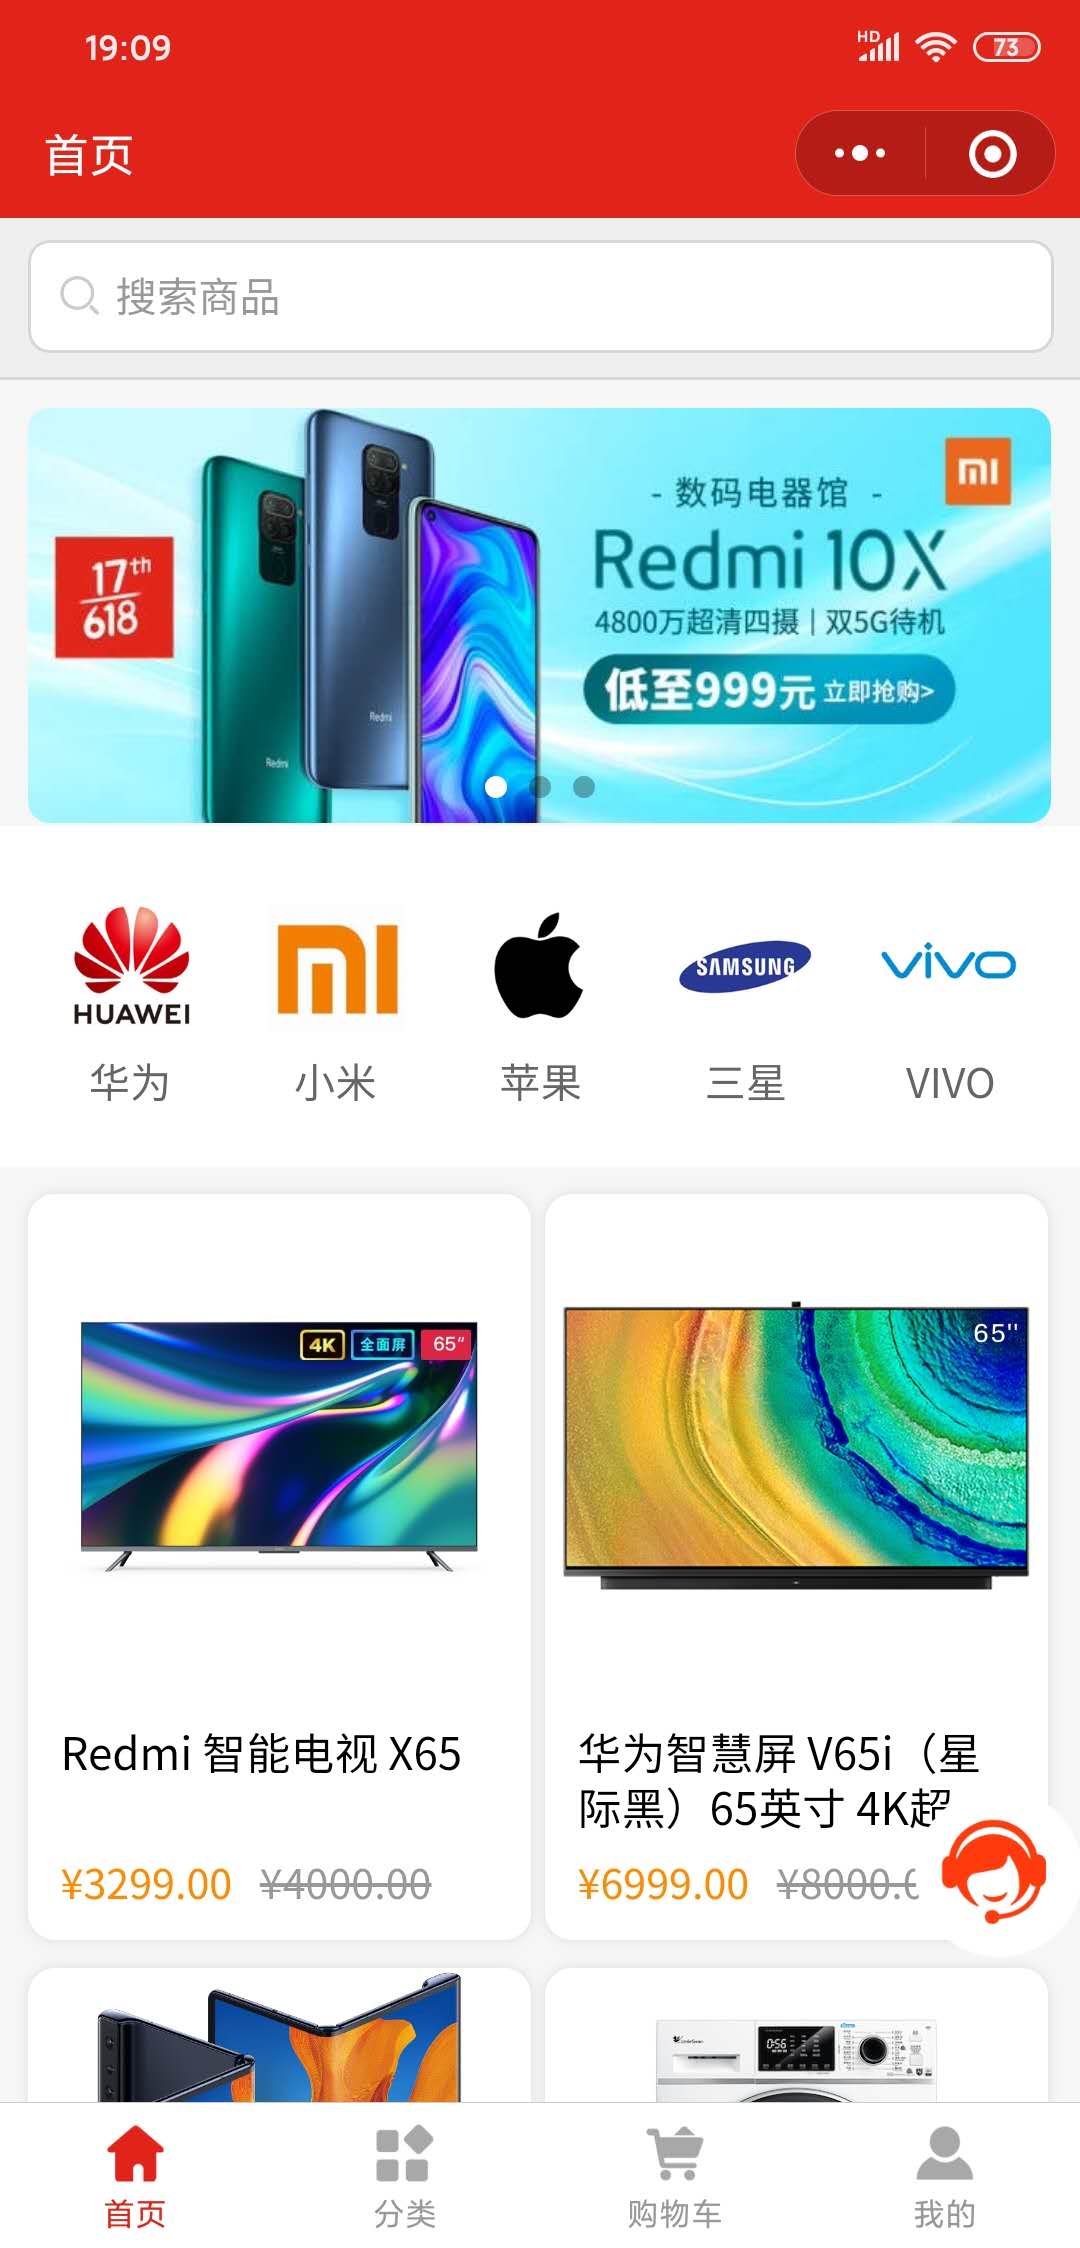 19:09
HD
73
首页
搜索商品
mi
- 数码电器馆 -
Redmi 10X
4800万超清四摄 | 双5G待机
低至999元 立即抢购>
17th
618
Redmi
Redmi
HUAWEI
mi
SAMSUNG
vivo
华为
小米
苹果
三星
VIVO
4K 全面屏 65"
65''
Redmi 智能电视 X65
华为智慧屏 V65i（星
际黑）65英寸 4K超
¥3299.00 ¥4000.00
¥6999.00 ¥8000.0
LittleSwan
0:56
首页
分类
购物车
我的